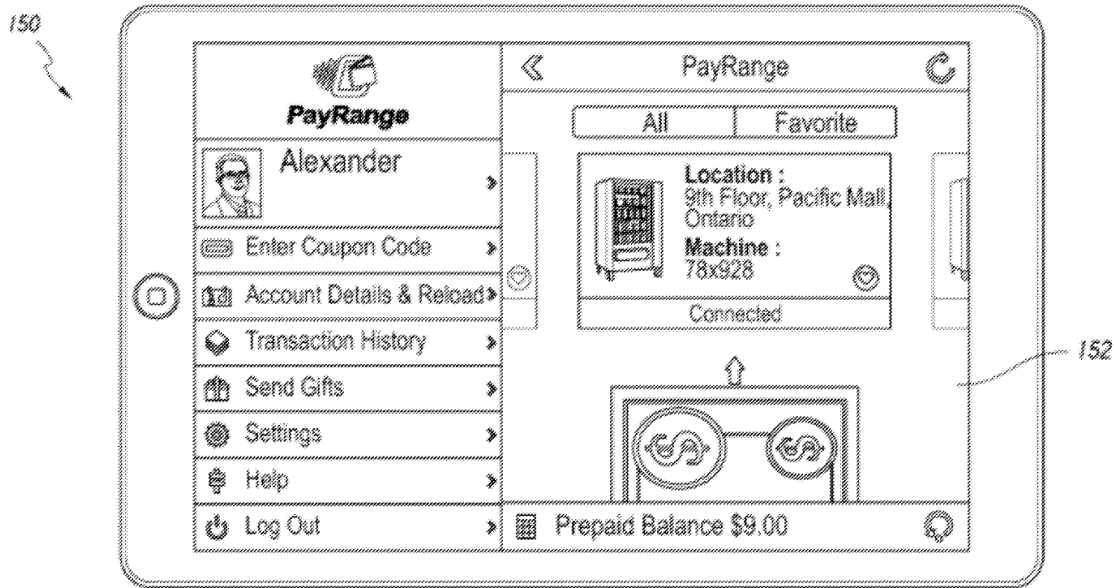 150
PayRange
Alexander
Enter Coupon Code
Account Details & Reload
Transaction History
Send Gifts
Settings
Help
Log Out
PayRange
All Favorite
Location :
9th Floor, Pacific Mall,
Ontario
Machine :
78x928
Connected
152
Prepaid Balance $9.00